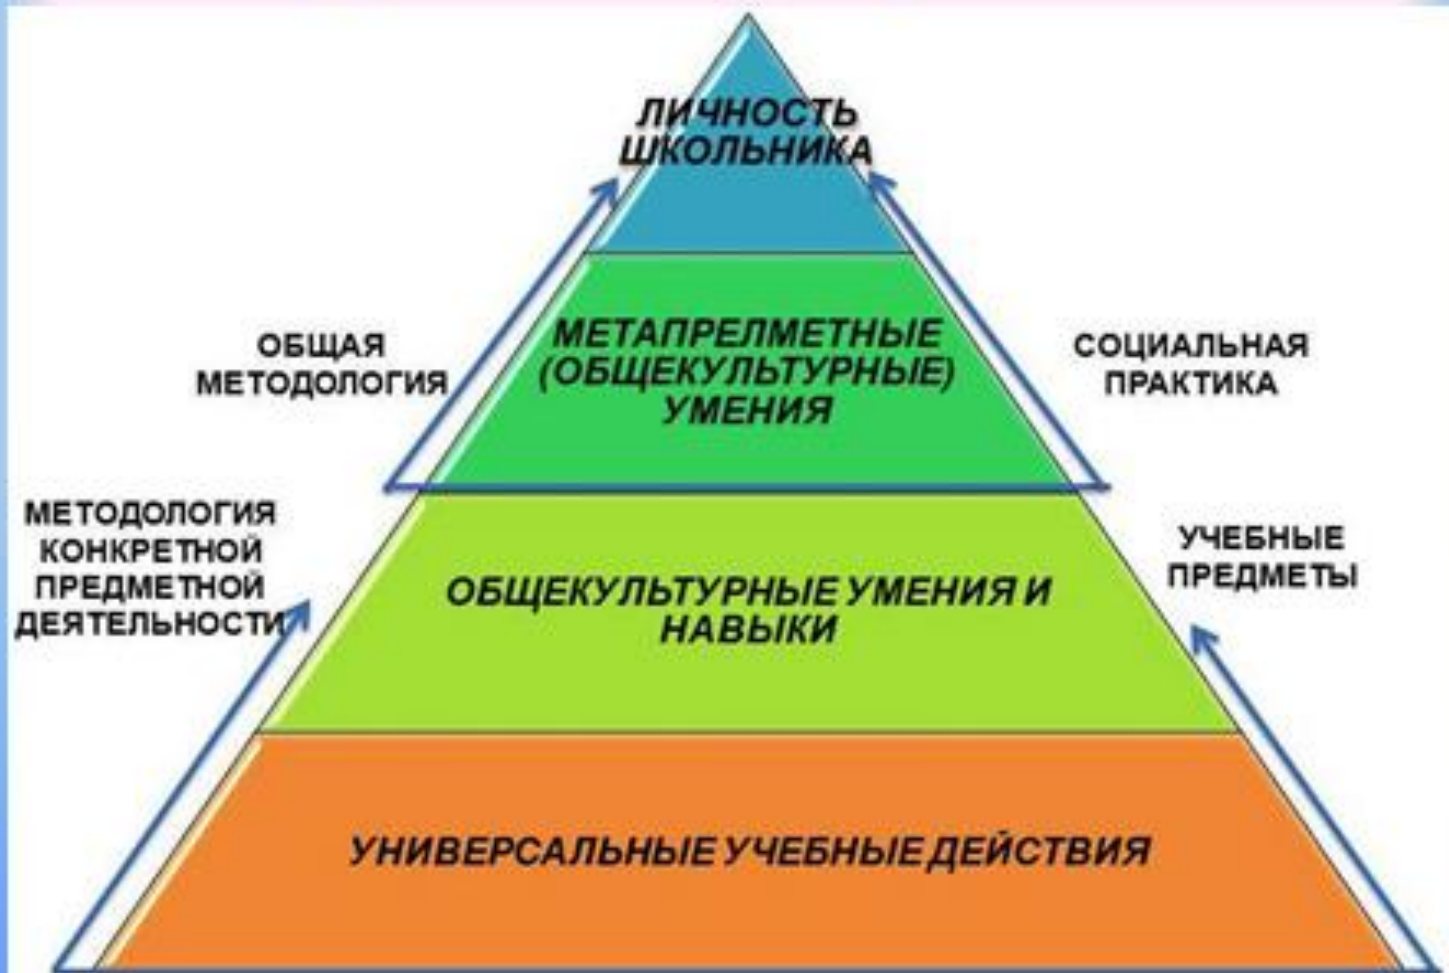 ЛИЧНОСТЬ
ШКОЛЬНИКА
МЕТАПРЕЛМЕТНЫЕ
(ОБЩЕКУЛЬТУРНЫЕ)
УМЕНИЯ
ОБЩАЯ
МЕТОДОЛОГИЯ
СОЦИАЛЬНАЯ
ПРАКТИКА
МЕТОДОЛОГИЯ
КОНКРЕТНОЙ
ПРЕДМЕТНОЙ
ДЕЯТЕЛЬНОСТИ
УЧЕБНЫЕ
ПРЕДМЕТЫ
ОБЩЕКУЛЬТУРНЫЕ УМЕНИЯ И
НАВЫКИ
УНИВЕРСАЛЬНЫЕ УЧЕБНЫЕ ДЕЙСТВИЯ